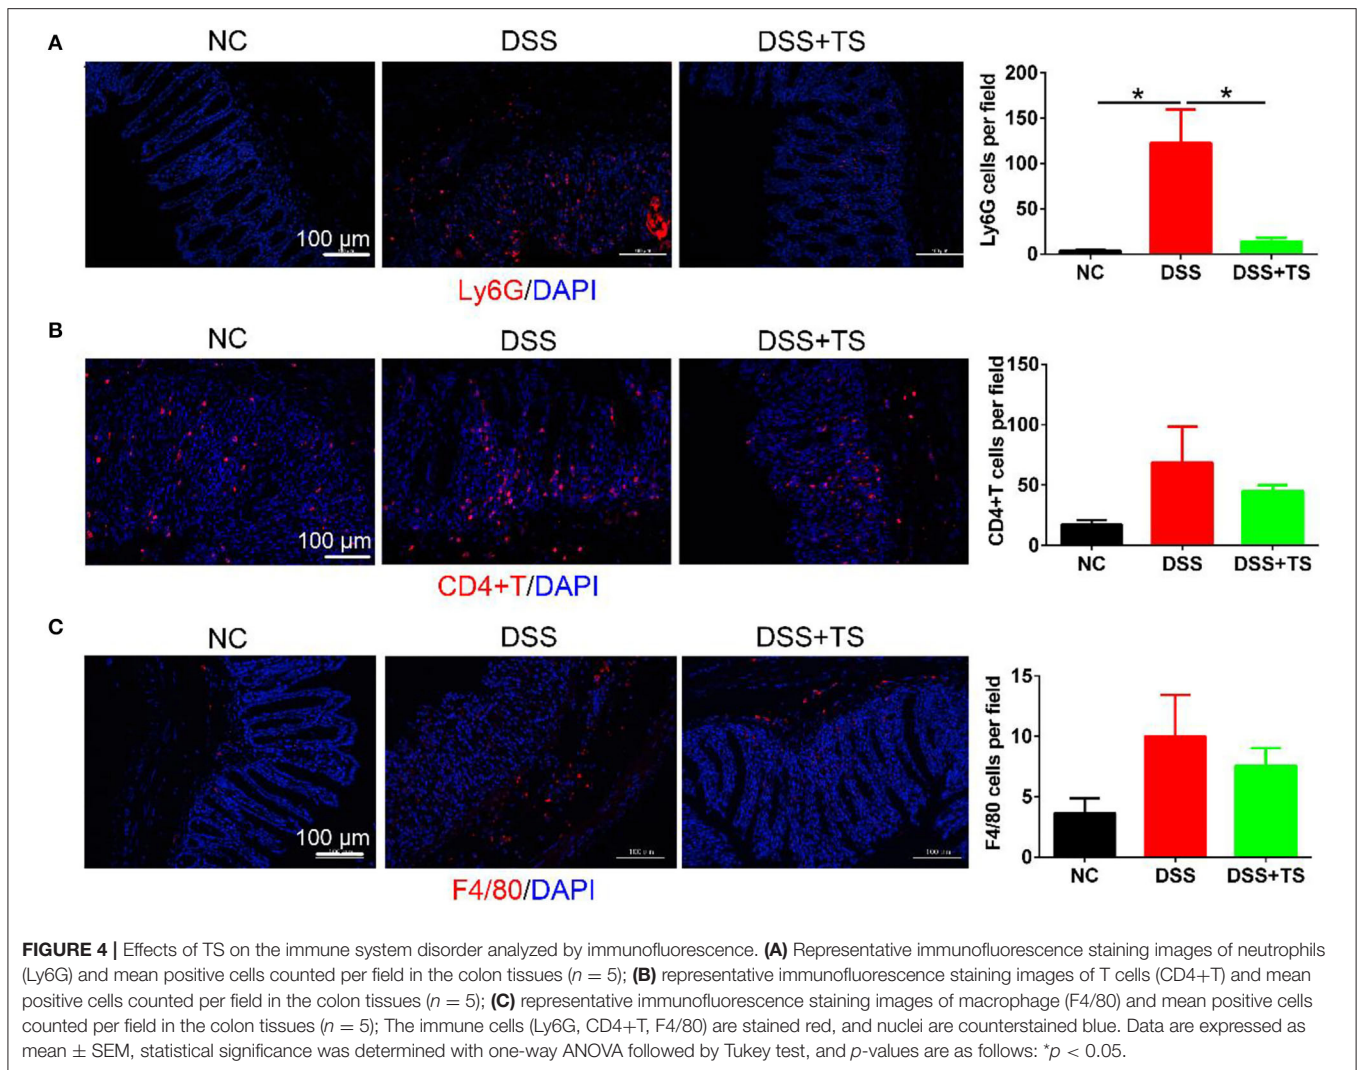 A
NC DSS DSS+TS
100 µm
Ly6G/DAPI
Ly6G cells per field
200
150
100
50
0
* *
NC DSS DSS+TS
B
NC DSS DSS+TS
100 µm
CD4+T/DAPI
CD4+T cells per field
150
100
50
0
NC DSS DSS+TS
C
NC DSS DSS+TS
100 µm
100 µm
100 µm
F4/80/DAPI
F4/80 cells per field
15
10
5
0
NC DSS DSS+TS
FIGURE 4 | Effects of TS on the immune system disorder analyzed by immunofluorescence. (A) Representative immunofluorescence staining images of neutrophils
(Ly6G) and mean positive cells counted per field in the colon tissues (n = 5); (B) representative immunofluorescence staining images of T cells (CD4+T) and mean
positive cells counted per field in the colon tissues (n = 5); (C) representative immunofluorescence staining images of macrophage (F4/80) and mean positive cells
counted per field in the colon tissues (n = 5); The immune cells (Ly6G, CD4+T, F4/80) are stained red, and nuclei are counterstained blue. Data are expressed as
mean ± SEM, statistical significance was determined with one-way ANOVA followed by Tukey test, and p-values are as follows: *p < 0.05.